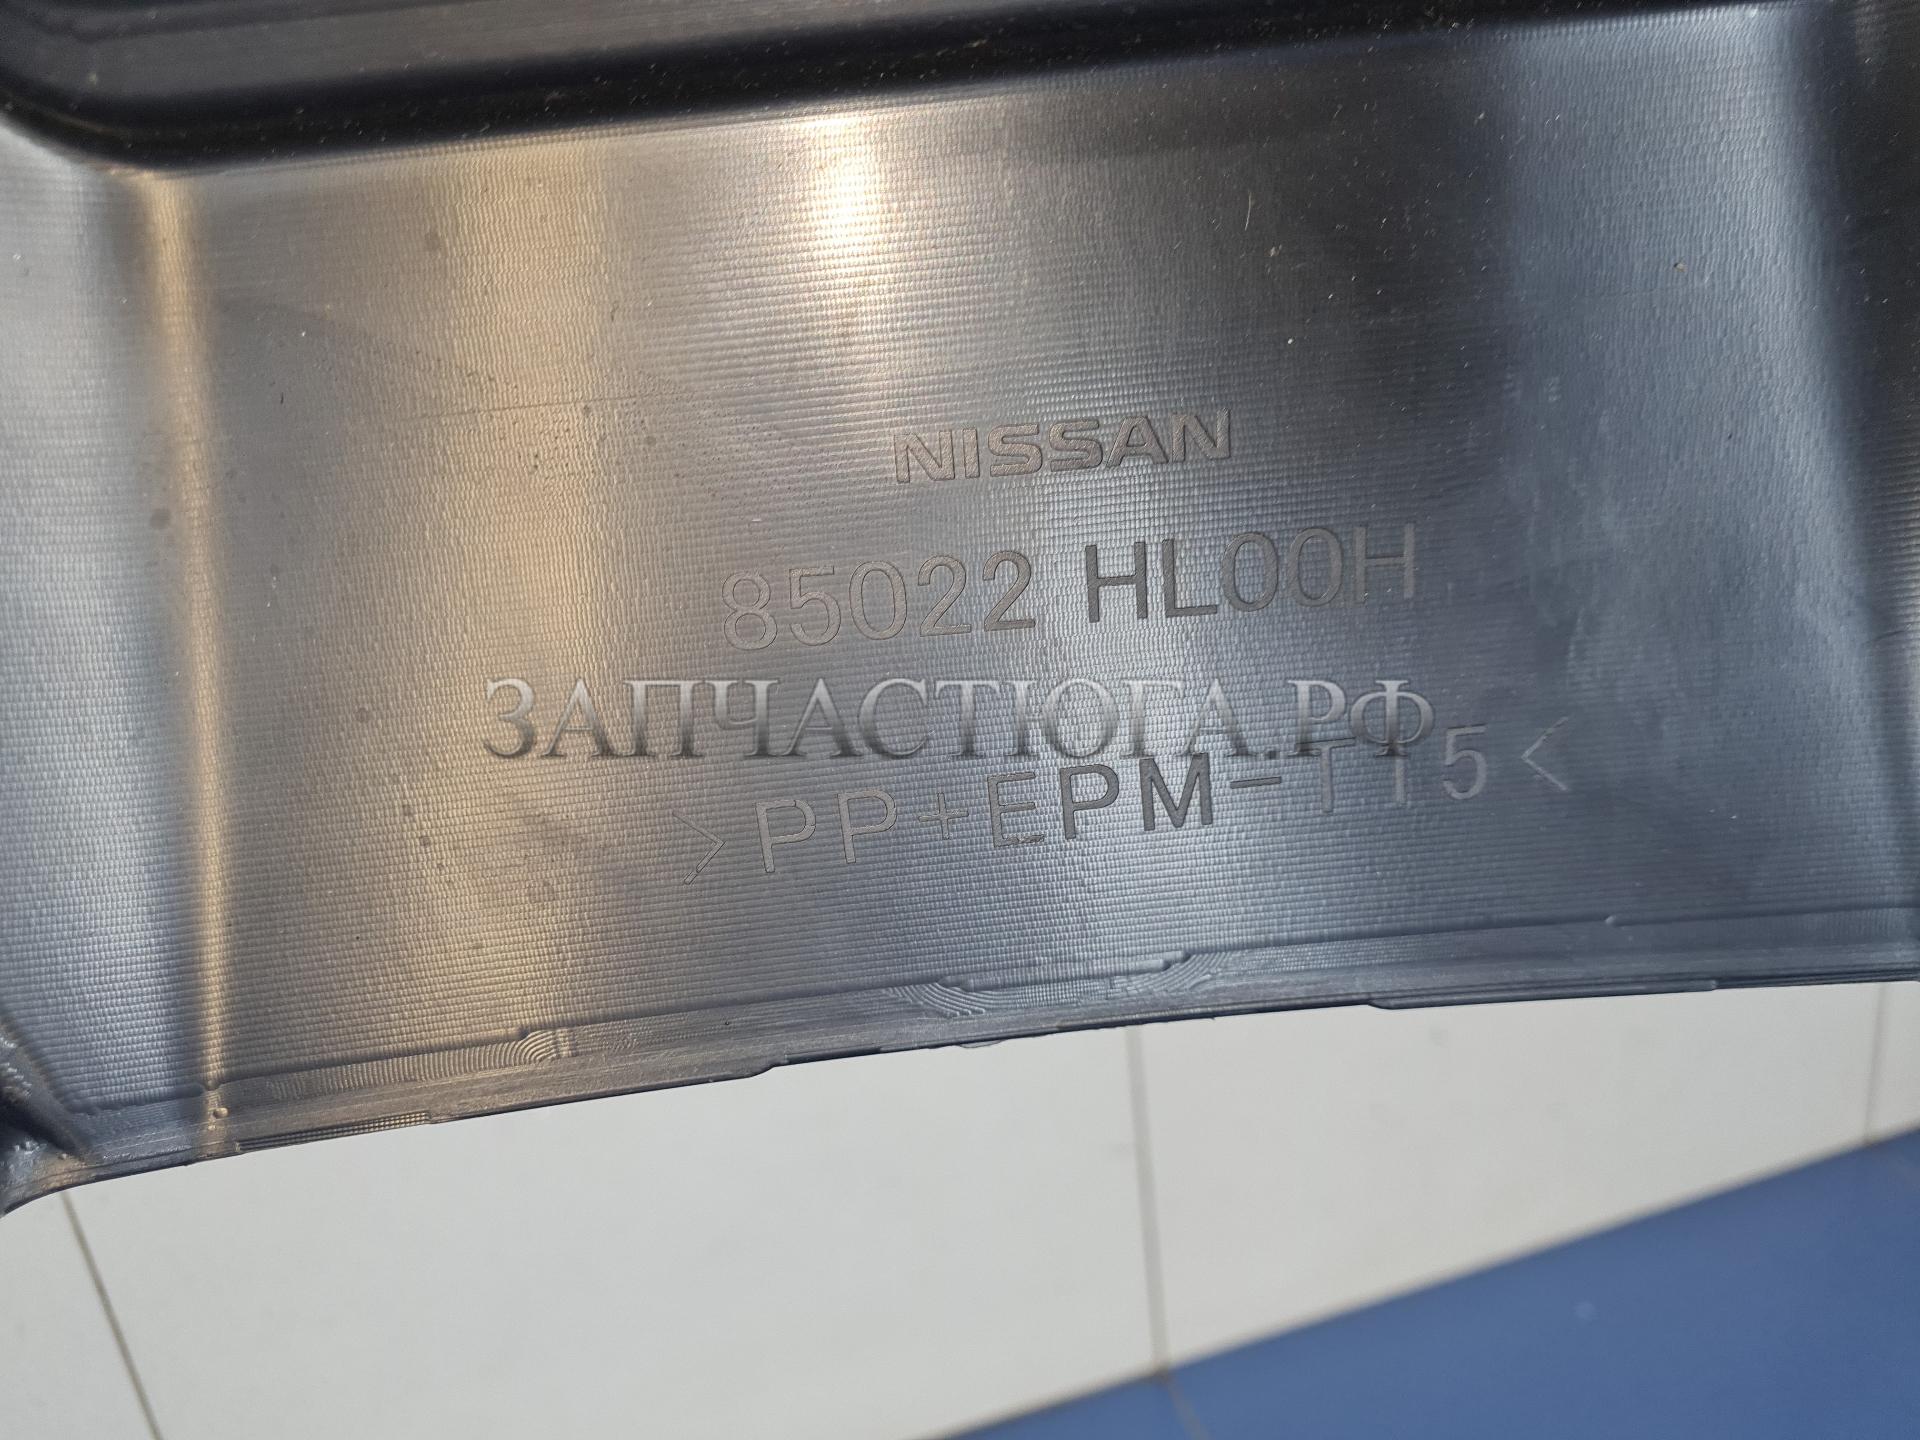 NISSAN
85022 HL00H
ЗАПЧАСТЮГА.РФ
>PP+EPM-T15<